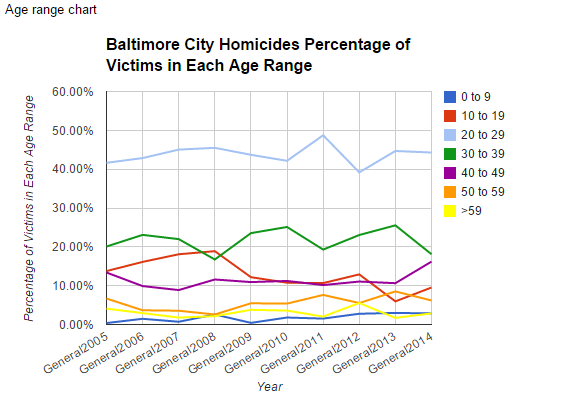 Age range chart
Baltimore City Homicides Percentage of
Victims in Each Age Range
Percentage of Victims in Each Age Range
60.00%
50.00%
40.00%
30.00%
20.00%
10.00%
0.00%
0 to 9
10 to 19
20 to 29
30 to 39
40 to 49
50 to 59
>59
General2005
General2006
General2007
General2008
General2009
General2010
General2011
General2012
General2013
General2014
Year